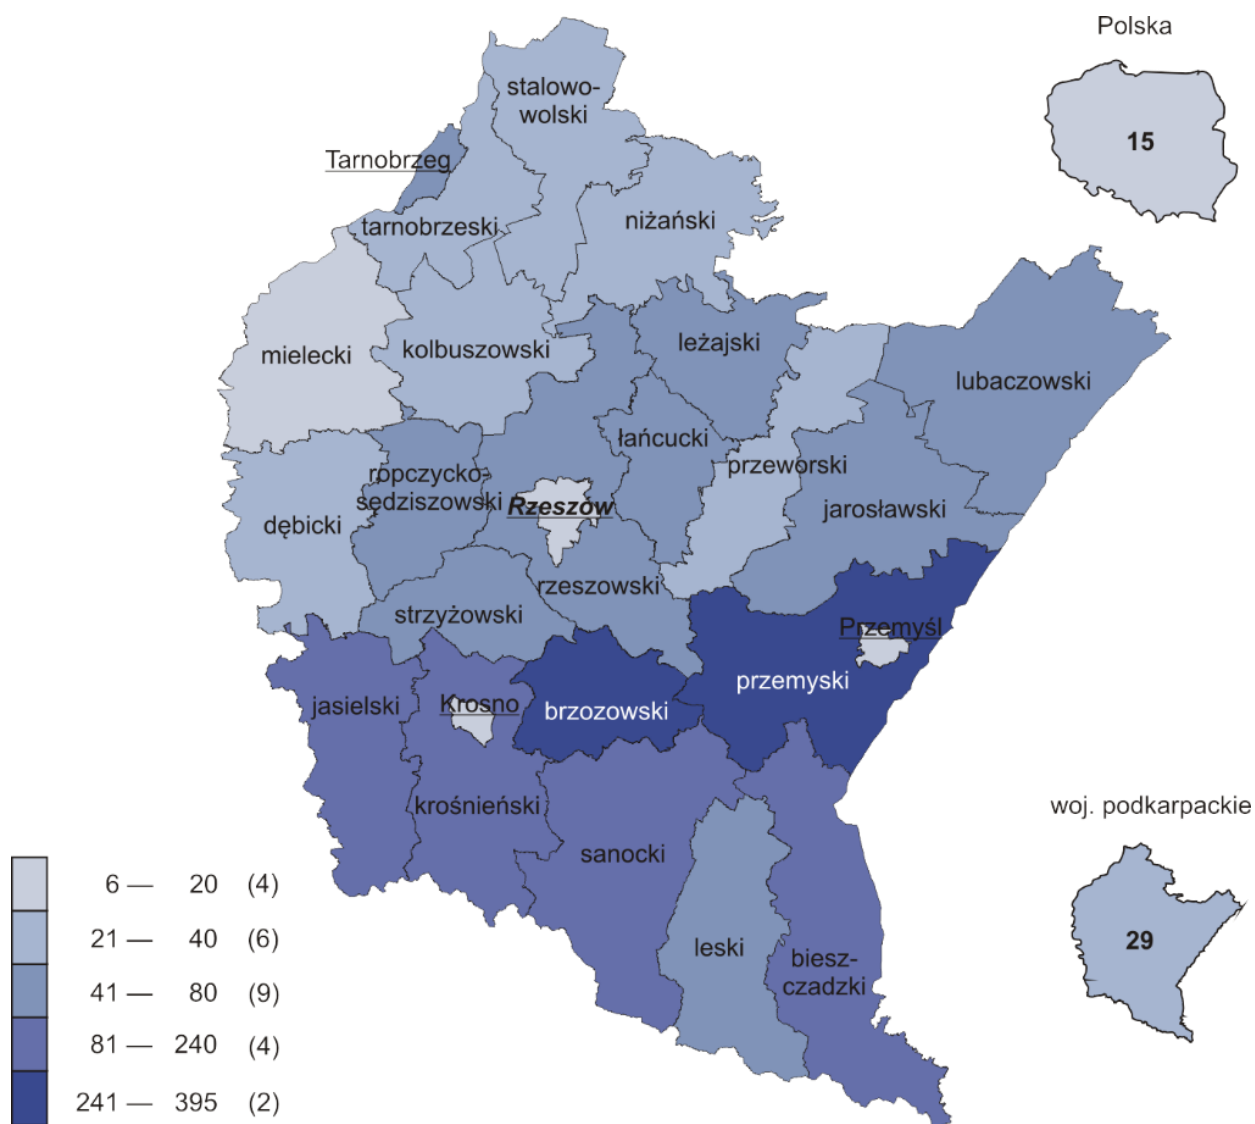 Polska
15
stalowo-
wolski
Tarnobrzeg
tarnobrzeski
niżański
mielecki
kolbuszowski
leżajski
lubaczowski
łańcucki
ropczycko-
sędziszowski
przeworski
Rzeszów
jarosławski
dębicki
rzeszowski
strzyżowski
Przemyśl
przemyski
jasielski
Krosno
brzozowski
krośnieński
sanocki
leski
biesz-
czadzki
woj. podkarpackie
29
6 — 20 (4)
21 — 40 (6)
41 — 80 (9)
81 — 240 (4)
241 — 395 (2)